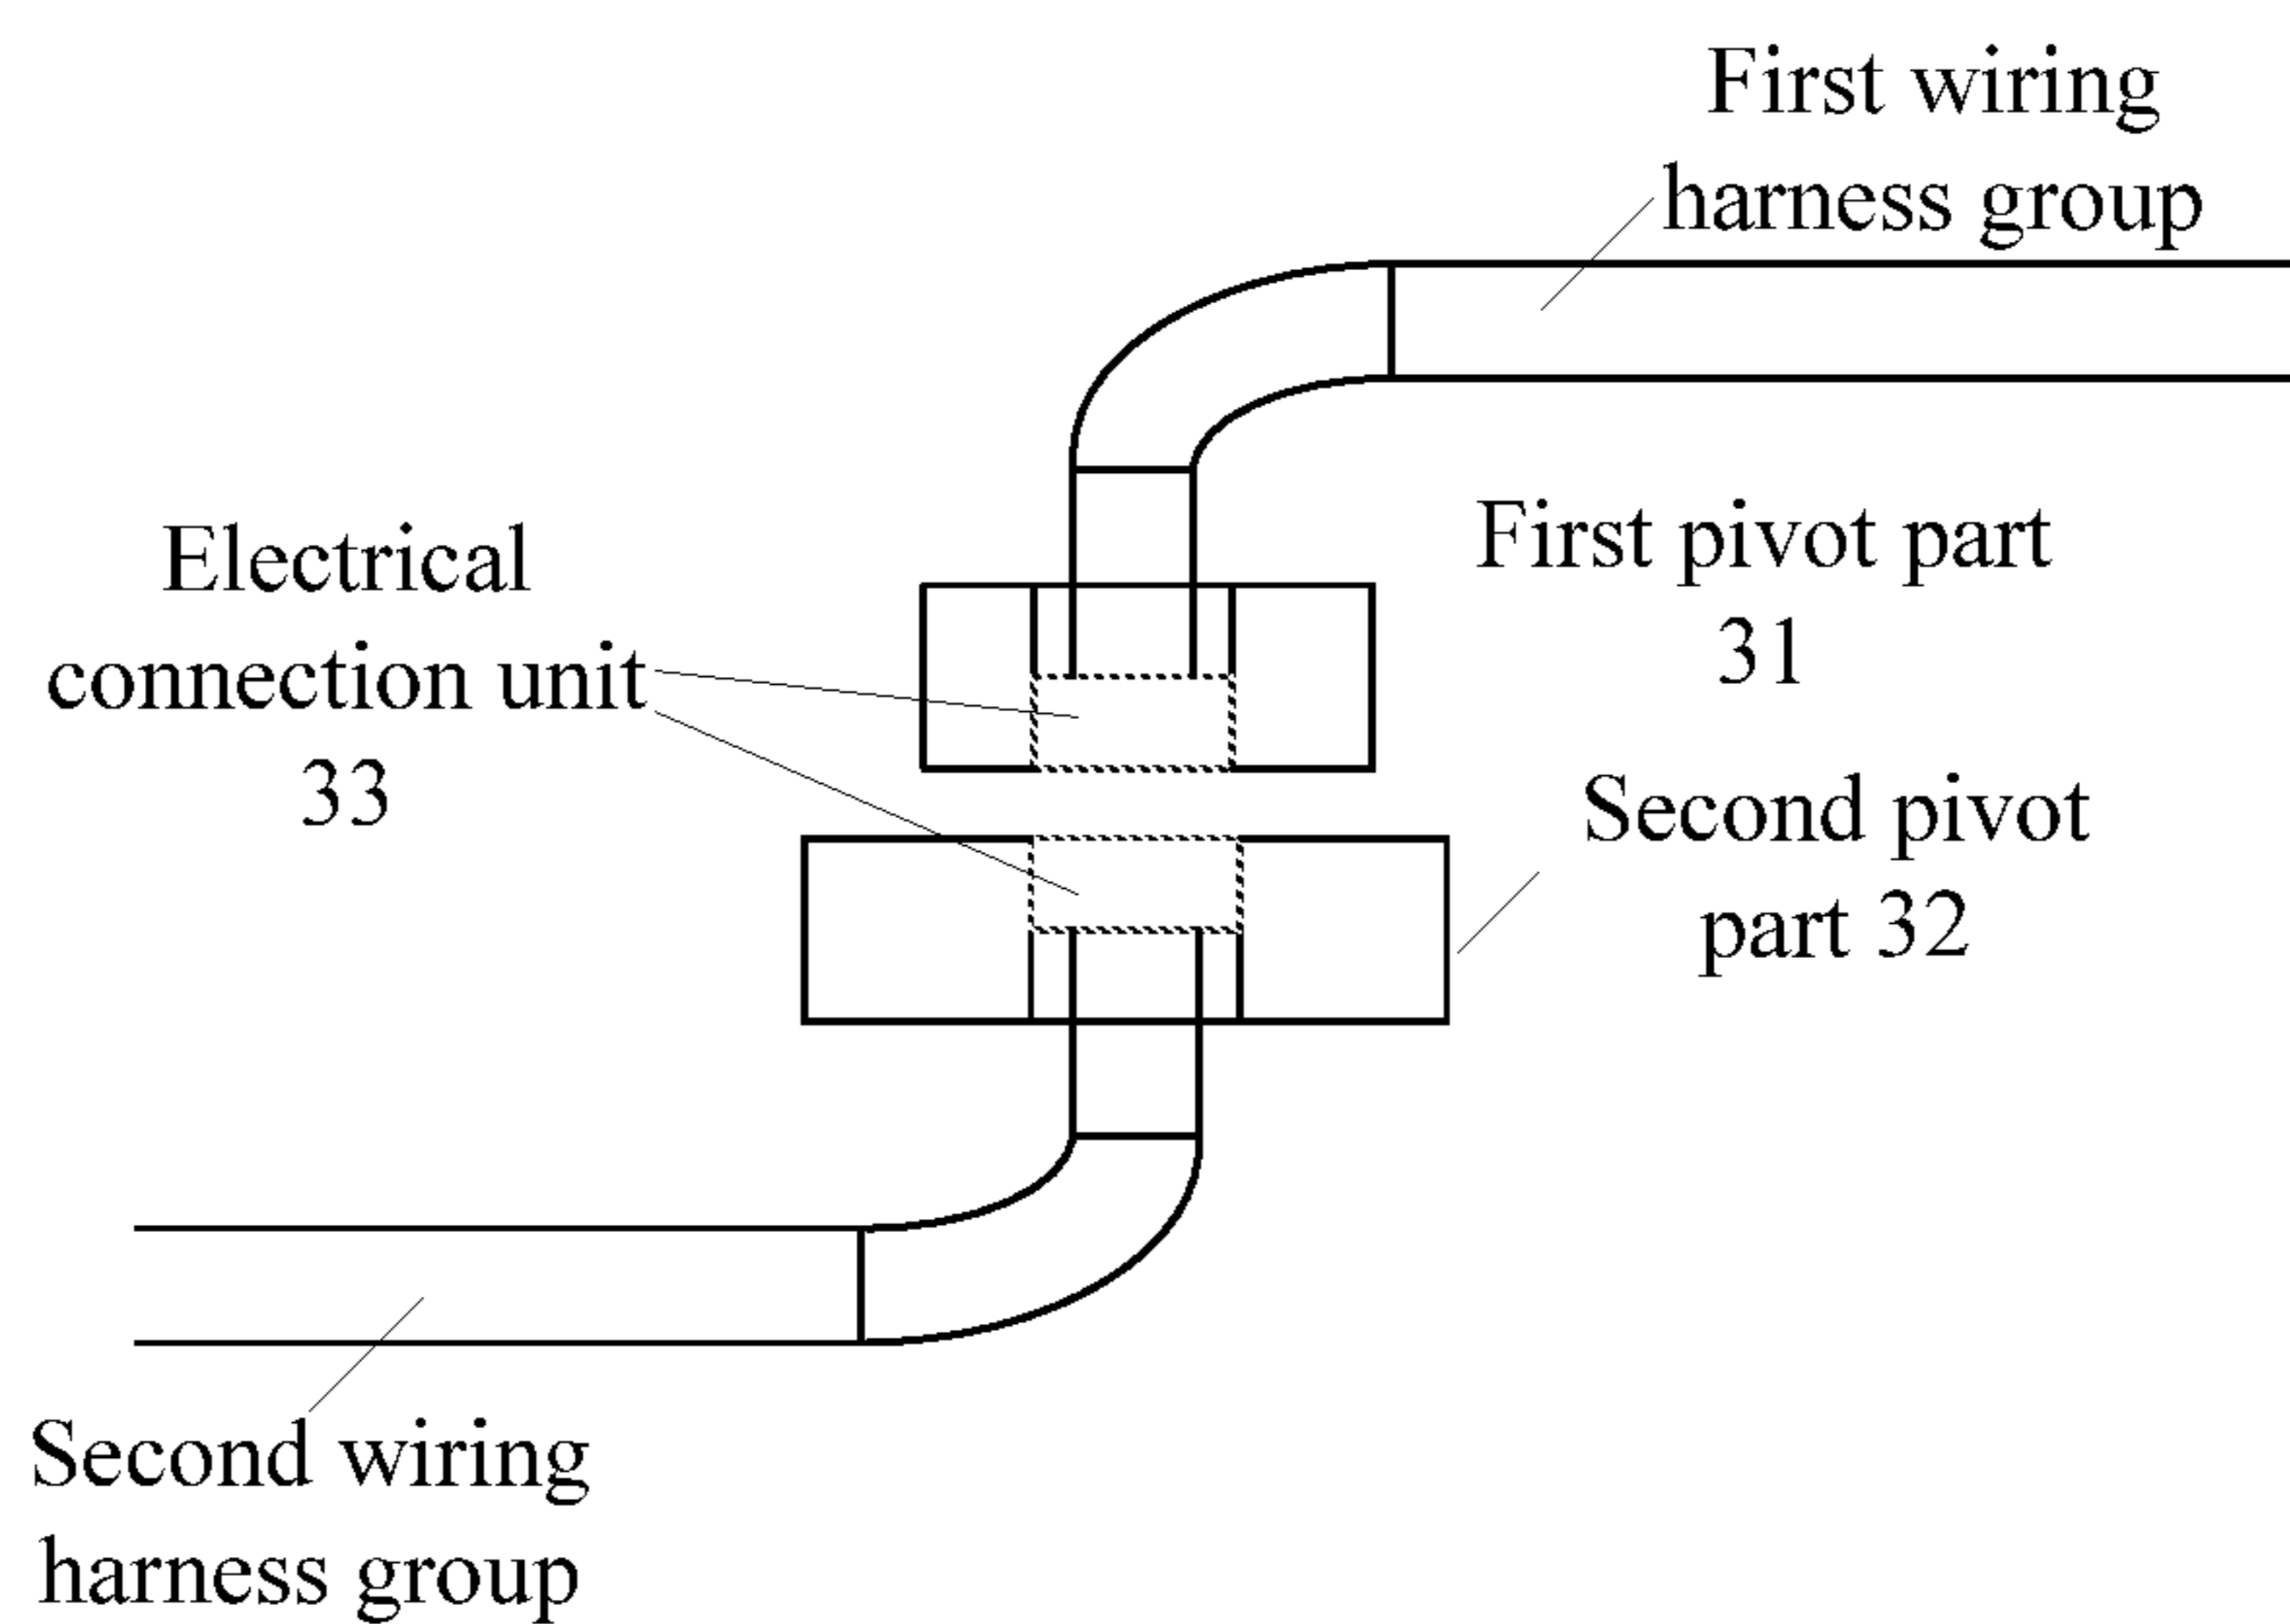 First wiring
harness group
First pivot part
31
Electrical
connection unit
33
Second pivot
part 32
Second wiring
harness group